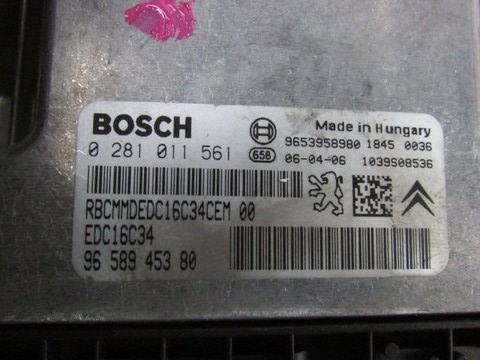 BOSCH
Made in Hungary
9653958980 1845 0036
0 281 011 561
658 06-04-06 1039S08536
RBCMMDEDC16C34CEM 00
EDC16C34
96 589 453 80